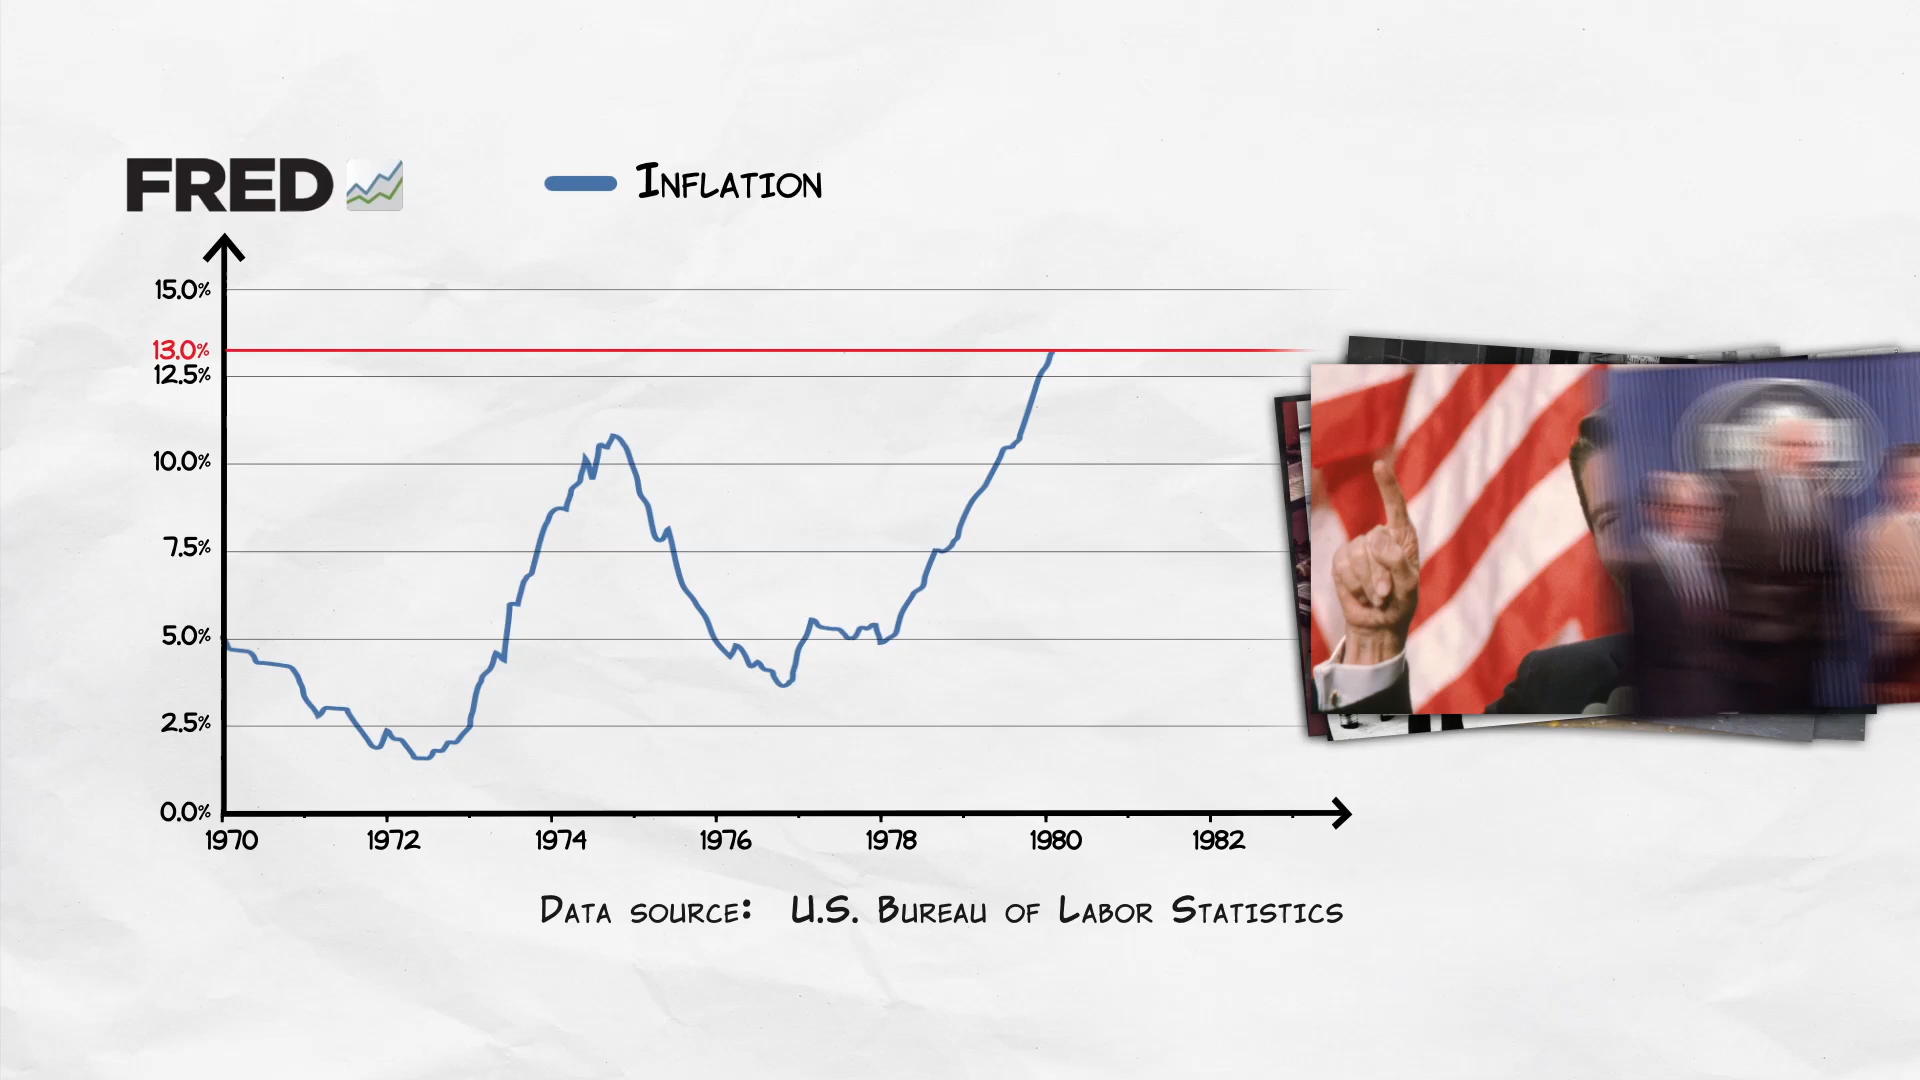 FRED
Inflation
15.0%
13.0%
12.5%
10.0%
7.5%
5.0%
2.5%
0.0%
1970 1972 1974 1976 1978 1980 1982
Data source: U.S. Bureau of Labor Statistics